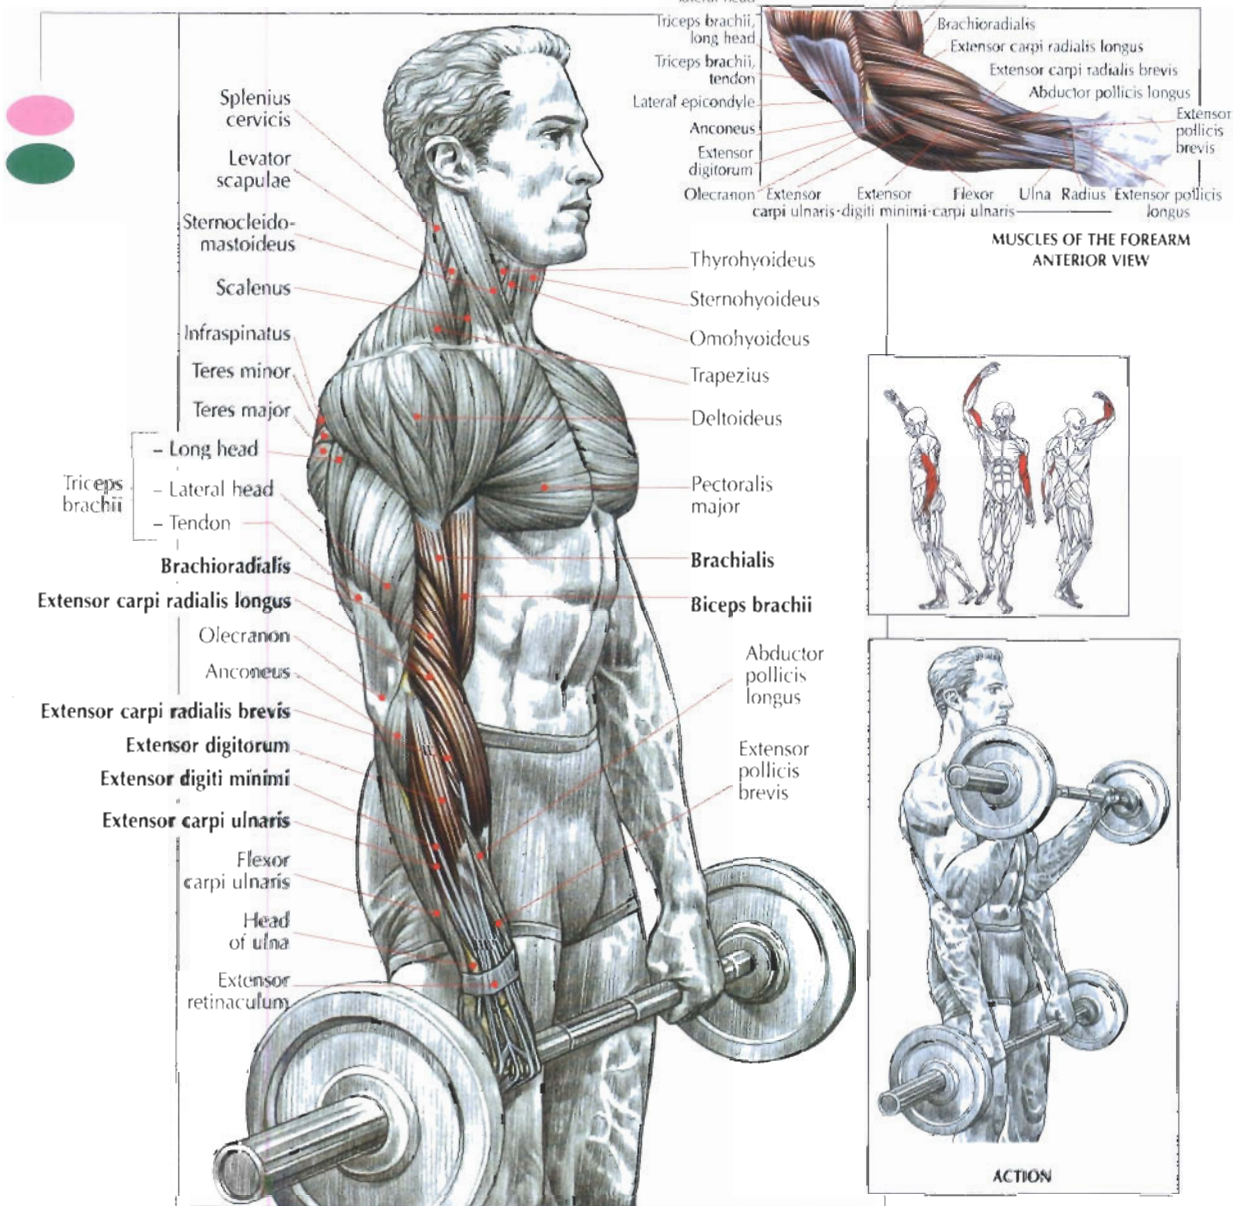 Splenius
cervicis
Levator
scapulae
Sternocleido-
mastoideus
Scalenus
Infraspinatus
Teres minor
Teres major
– Long head
Triceps
brachii
– Lateral head
– Tendon
Brachioradialis
Extensor carpi radialis longus
Olecranon
Anconeus
Extensor carpi radialis brevis
Extensor digitorum
Extensor digiti minimi
Extensor carpi ulnaris
Flexor
carpi ulnaris
Head
of ulna
Extensor
retinaculum
Thyrohyoideus
Sternohyoideus
Omohyoideus
Trapezius
Deltoideus
Pectoralis
major
Brachialis
Biceps brachii
Abductor
pollicis
longus
Extensor
pollicis
brevis
Triceps brachii,
long head
Triceps brachii,
tendon
Lateral epicondyle
Anconeus
Extensor
digitorum
Olecranon
Extensor
carpi ulnaris
Extensor
digiti minimi
Flexor
carpi ulnaris
Ulna
Radius
Extensor pollicis
longus
Brachioradialis
Extensor carpi radialis longus
Extensor carpi radialis brevis
Abductor pollicis longus
Extensor
pollicis
brevis
MUSCLES OF THE FOREARM
ANTERIOR VIEW
ACTION